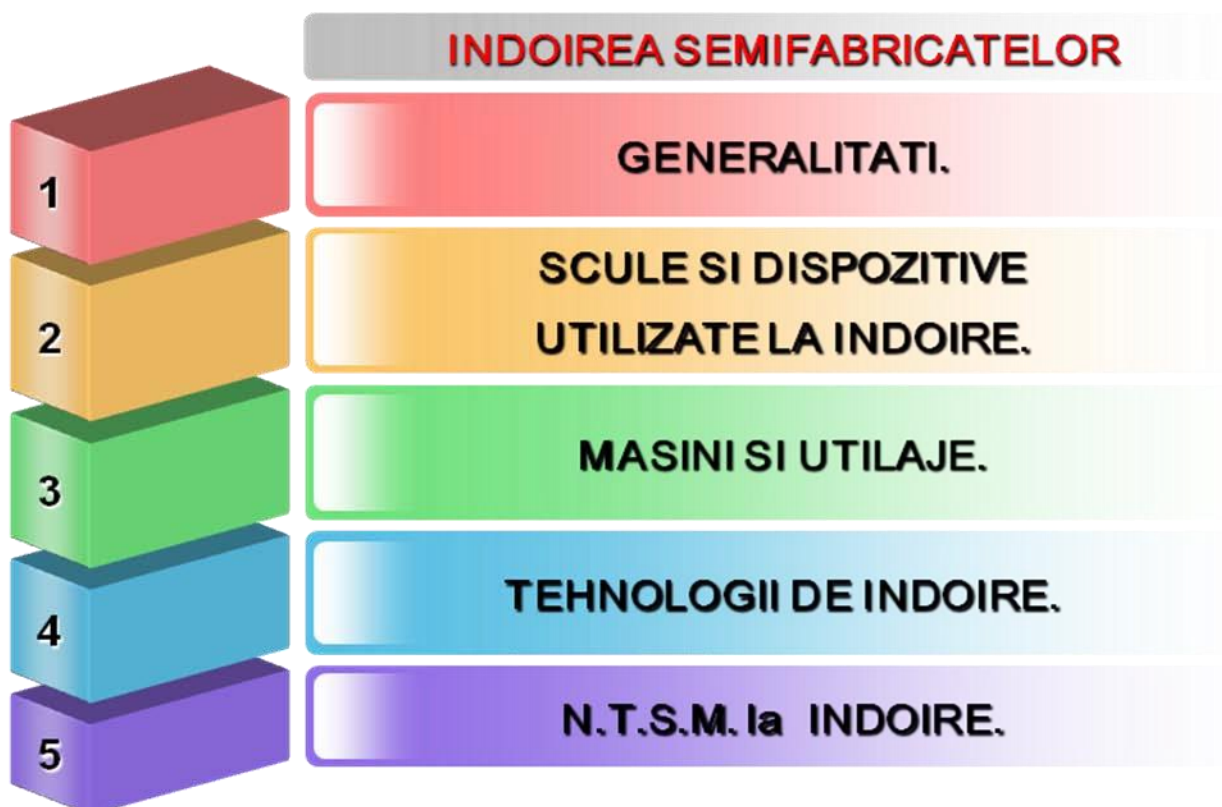 INDOIREA SEMIFABRICATELOR
1
GENERALITATI.
2
SCULE SI DISPOZITIVE
UTILIZATE LA INDOIRE.
3
MASINI SI UTILAJE.
4
TEHNOLOGII DE INDOIRE.
5
N.T.S.M. la INDOIRE.